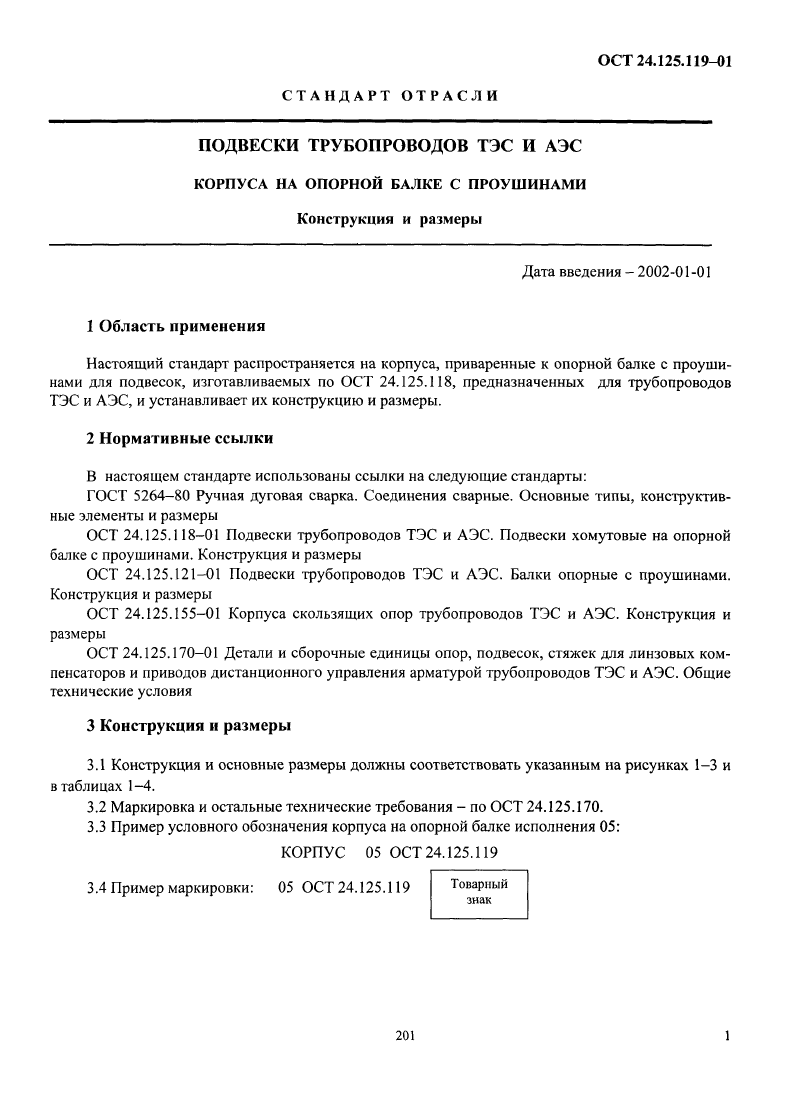 ОСТ 24.125.119–01
СТАНДАРТ ОТРАСЛИ
ПОДВЕСКИ ТРУБОПРОВОДОВ ТЭС И АЭС
КОРПУСА НА ОПОРНОЙ БАЛКЕ С ПРОУШИНАМИ
Конструкция и размеры
Дата введения – 2002-01-01
1 Область применения
Настоящий стандарт распространяется на корпуса, приваренные к опорной балке с проуши-
нами для подвесок, изготавливаемых по ОСТ 24.125.118, предназначенных для трубопроводов
ТЭС и АЭС, и устанавливает их конструкцию и размеры.
2 Нормативные ссылки
В настоящем стандарте использованы ссылки на следующие стандарты:
ГОСТ 5264–80 Ручная дуговая сварка. Соединения сварные. Основные типы, конструктив-
ные элементы и размеры
ОСТ 24.125.118–01 Подвески трубопроводов ТЭС и АЭС. Подвески хомутовые на опорной
балке с проушинами. Конструкция и размеры
ОСТ 24.125.121–01 Подвески трубопроводов ТЭС и АЭС. Балки опорные с проушинами.
Конструкция и размеры
ОСТ 24.125.155–01 Корпуса скользящих опор трубопроводов ТЭС и АЭС. Конструкция и
размеры
ОСТ 24.125.170–01 Детали и сборочные единицы опор, подвесок, стяжек для линзовых ком-
пенсаторов и приводов дистанционного управления арматурой трубопроводов ТЭС и АЭС. Общие
технические условия
3 Конструкция и размеры
3.1 Конструкция и основные размеры должны соответствовать указанным на рисунках 1–3 и
в таблицах 1–4.
3.2 Маркировка и остальные технические требования – по ОСТ 24.125.170.
3.3 Пример условного обозначения корпуса на опорной балке исполнения 05:
КОРПУС 05 ОСТ 24.125.119
3.4 Пример маркировки: 05 ОСТ 24.125.119
Товарный
знак
201
1